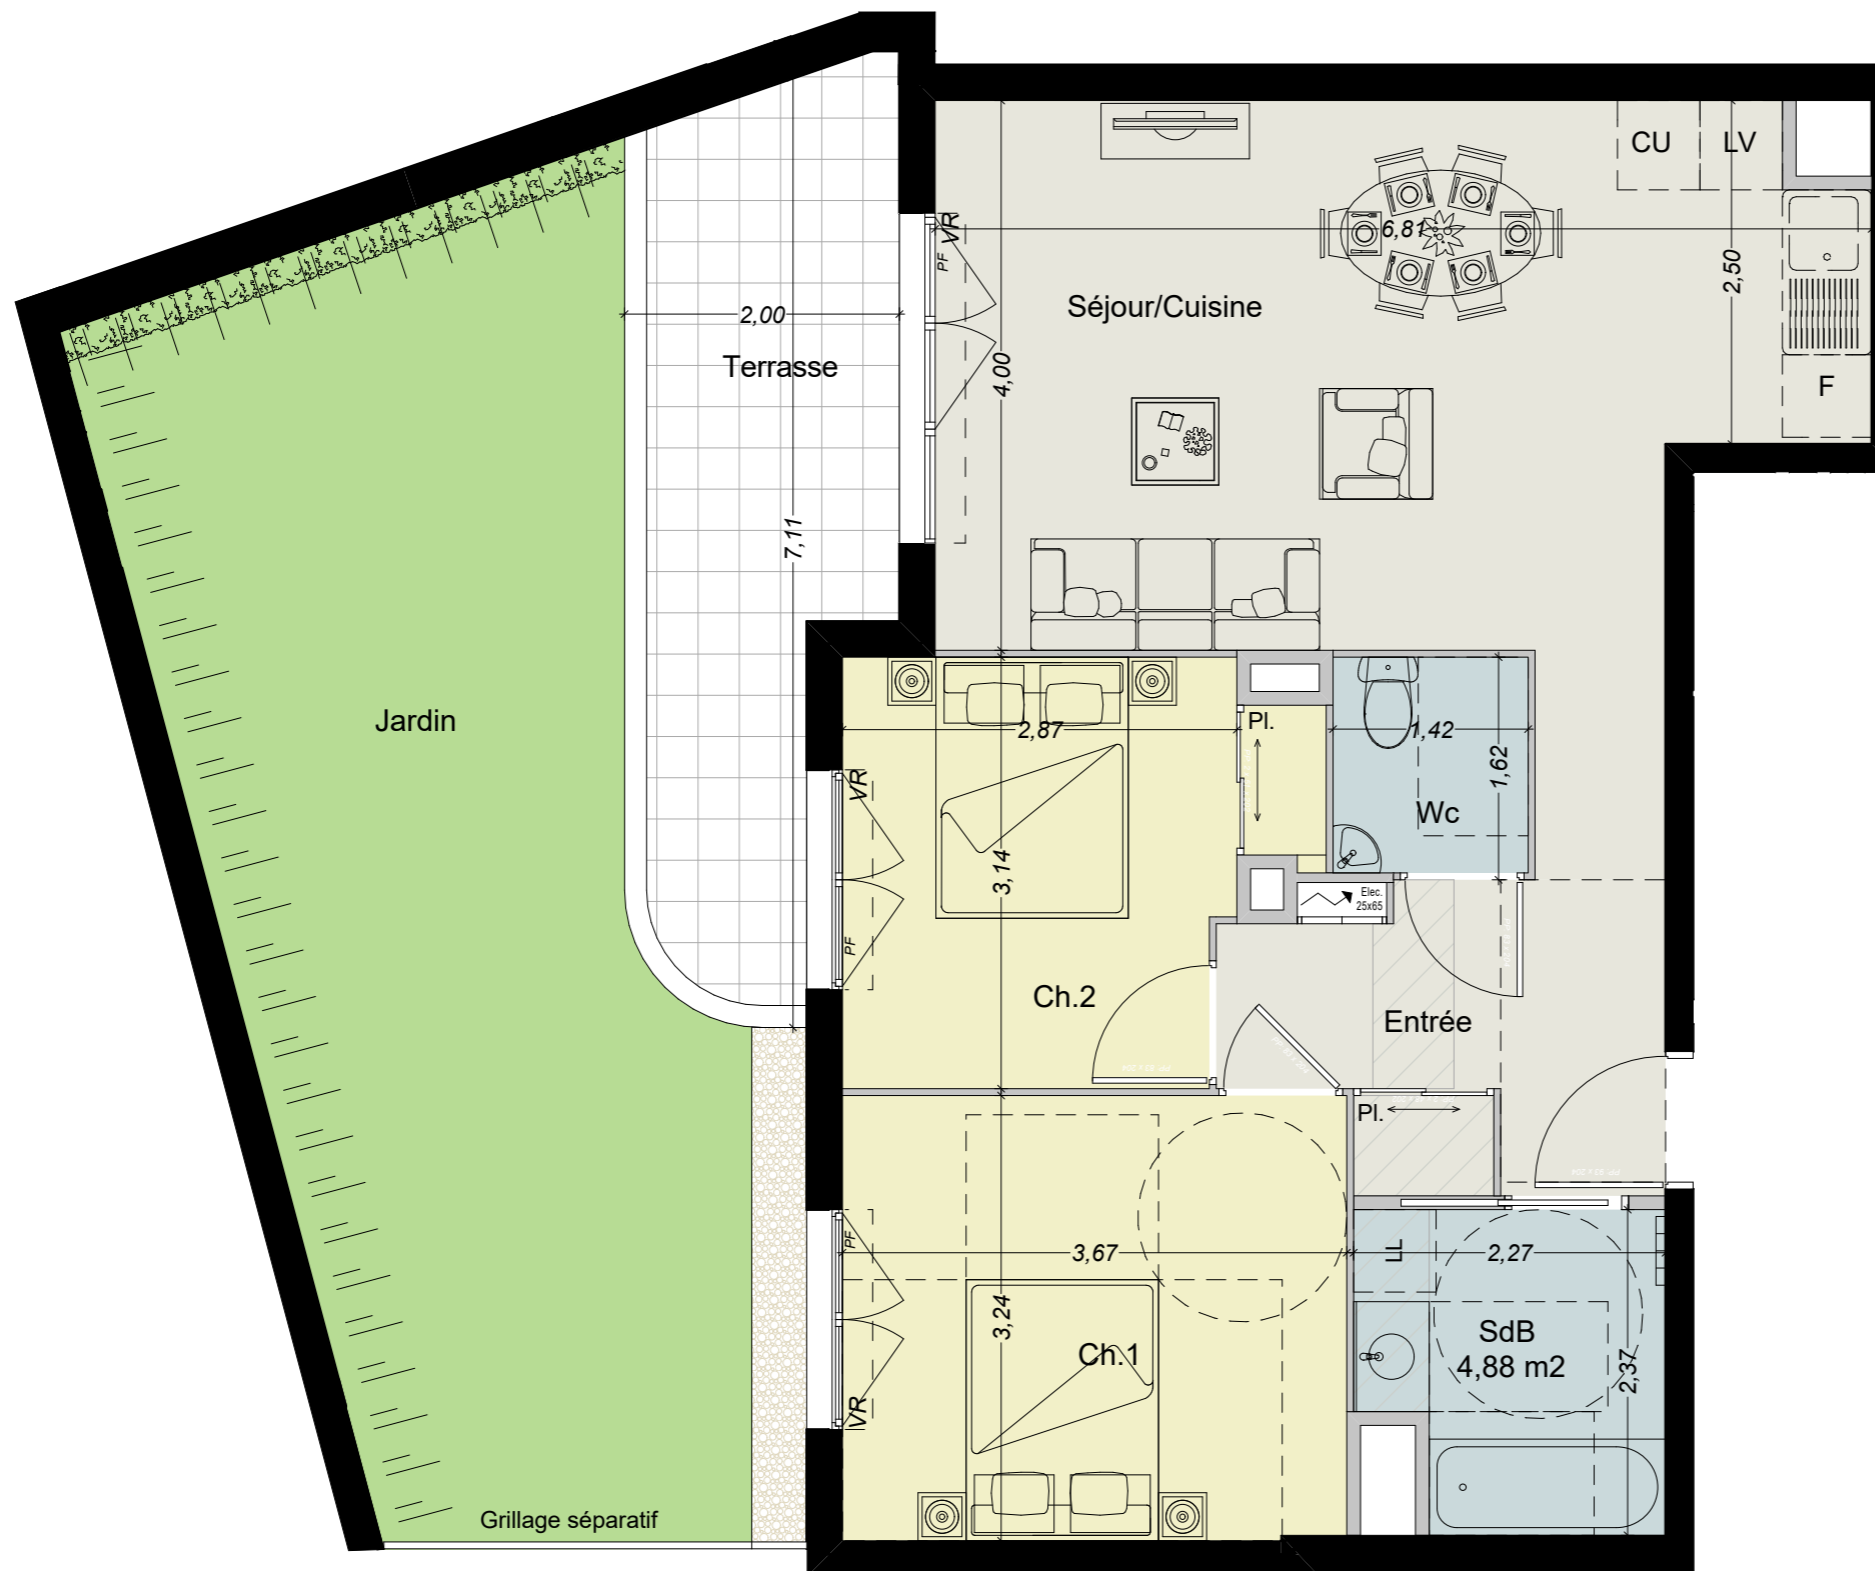 CU
LV
VR
PF
6,81
2,50
Séjour/Cuisine
2,00
Terrasse
4,00
F
7,11
Jardin
2,87
Pl.
1,42
1,62
VR
Wc
3,14
Elec.
25x65
PF
Ch.2
Entrée
Pl.
PF
3,67
LL
2,27
3,24
SdB
4,88 m2
Ch.1
2,37
VR
Grillage séparatif